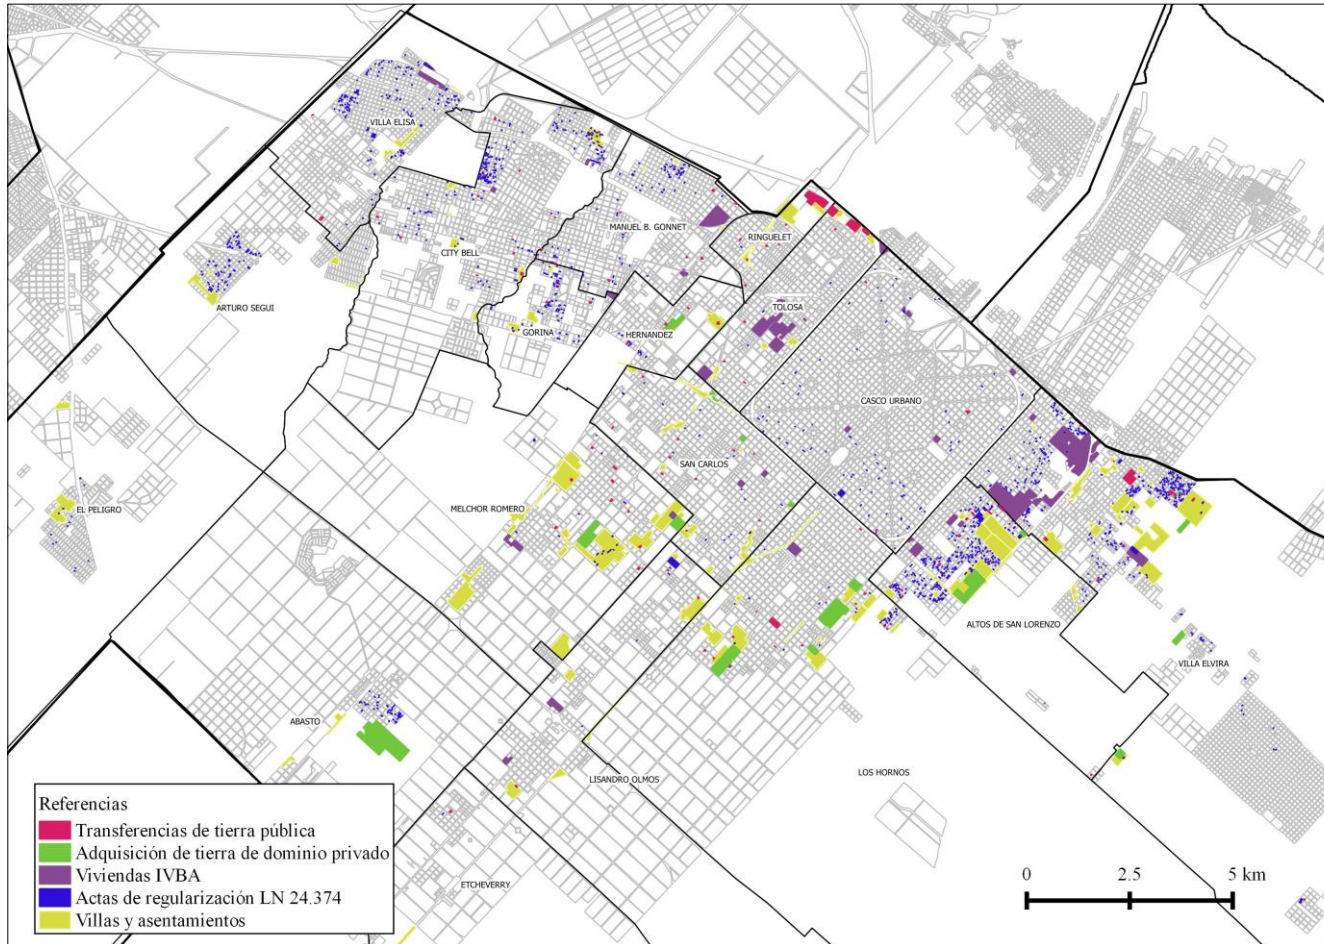 VILLA ELISA
MANUEL B. GONNET
RINGUELET
CITY BELL
ARTURO SEGUI
TOLOSA
GORINA
HERNANDEZ
CASCO URBANO
SAN CARLOS
EL PELIGRO
MELCHOR ROMERO
ALTOS DE SAN LORENZO
VILLA ELVIRA
ABASTO
LISANDRO OLMOS
LOS HORNOS
ETCHEVERRY
Referencias
Transferencias de tierra pública
Adquisición de tierra de dominio privado
Viviendas IVBA
Actas de regularización LN 24.374
Villas y asentamientos
0 2.5 5 km